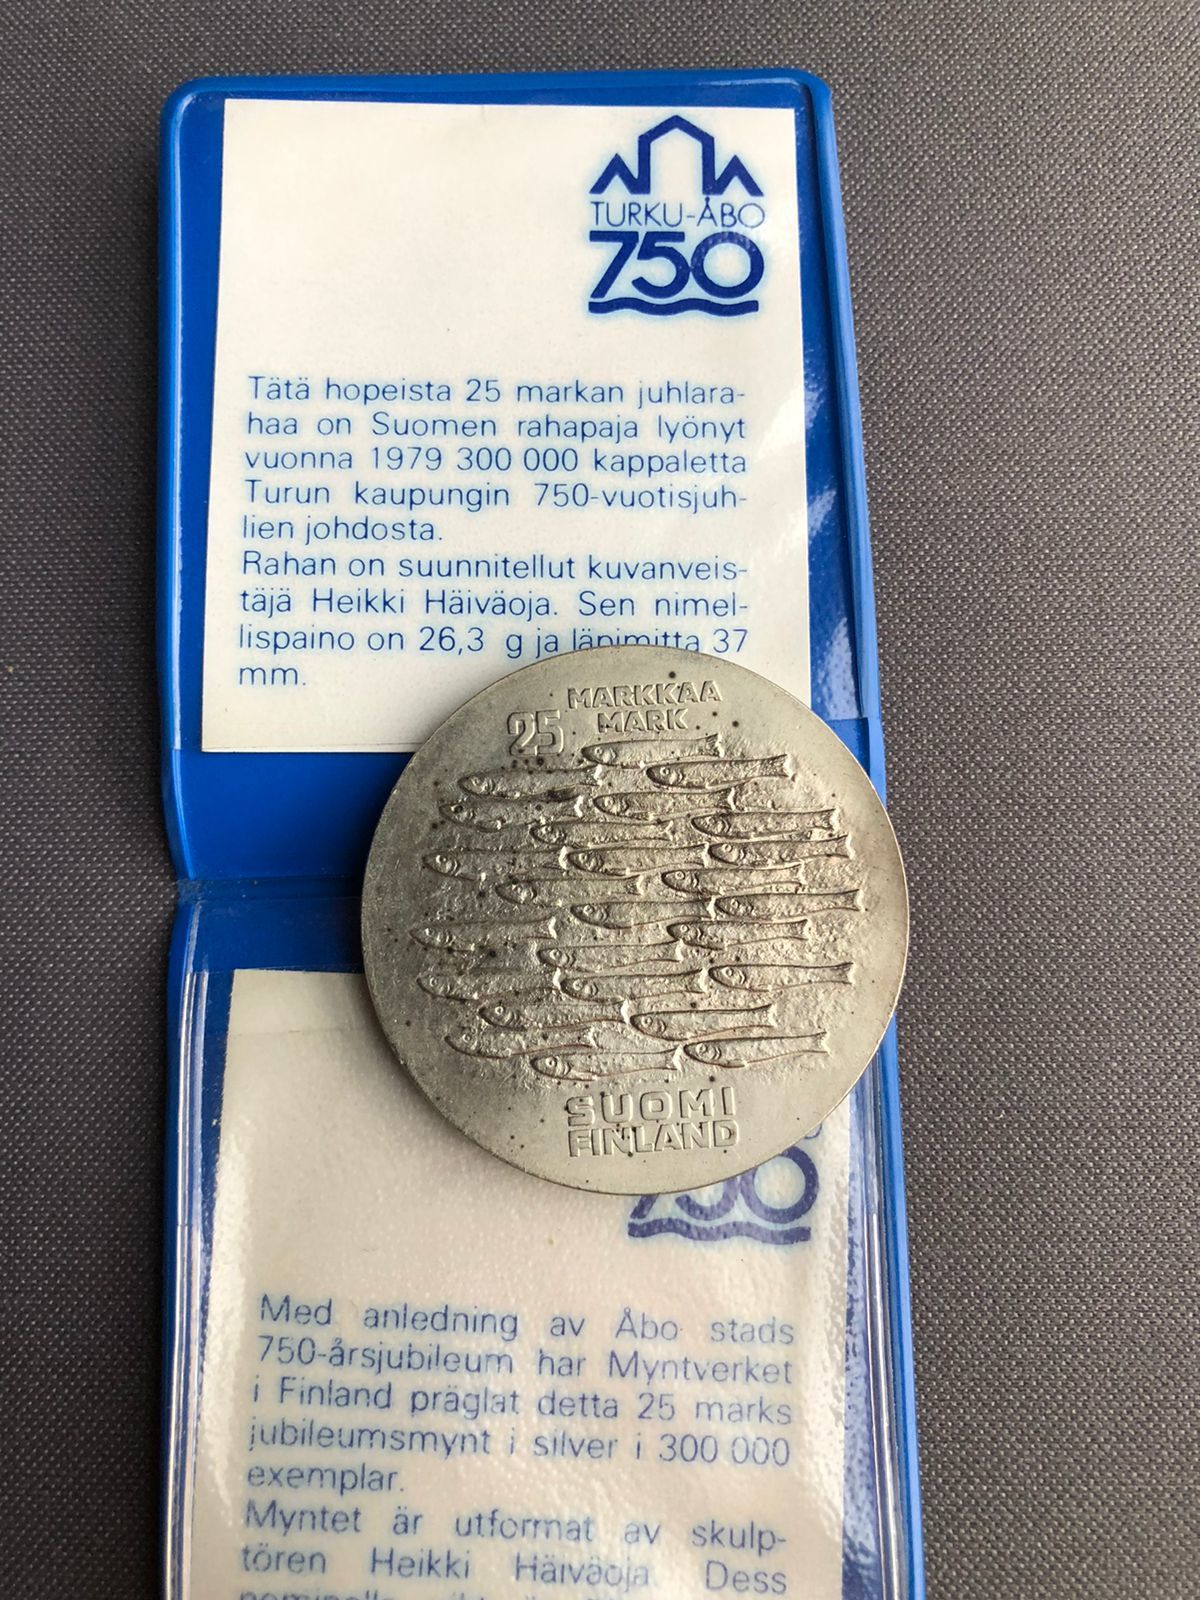 TURKU-ÅBO
750
Tätä hopeista 25 markan juhlara-
haa on Suomen rahapaja lyönyt
vuonna 1979 300 000 kappaletta
Turun kaupungin 750-vuotisjuh-
lien johdosta.
Rahan on suunnitellut kuvanveis-
täjä Heikki Häiväoja. Sen nimel-
lispaino on 26,3 g ja läpimitta 37
mm.
MARKKAA
25 MARK
SUOMI
FINLAND
750
Med anledning av Åbo stads
750-årsjubileum har Myntverket
i Finland präglat detta 25 marks
jubileumsmynt i silver i 300 000
exemplar.
Myntet är utformat av skulp-
tören Heikki Häiväoja. Dess